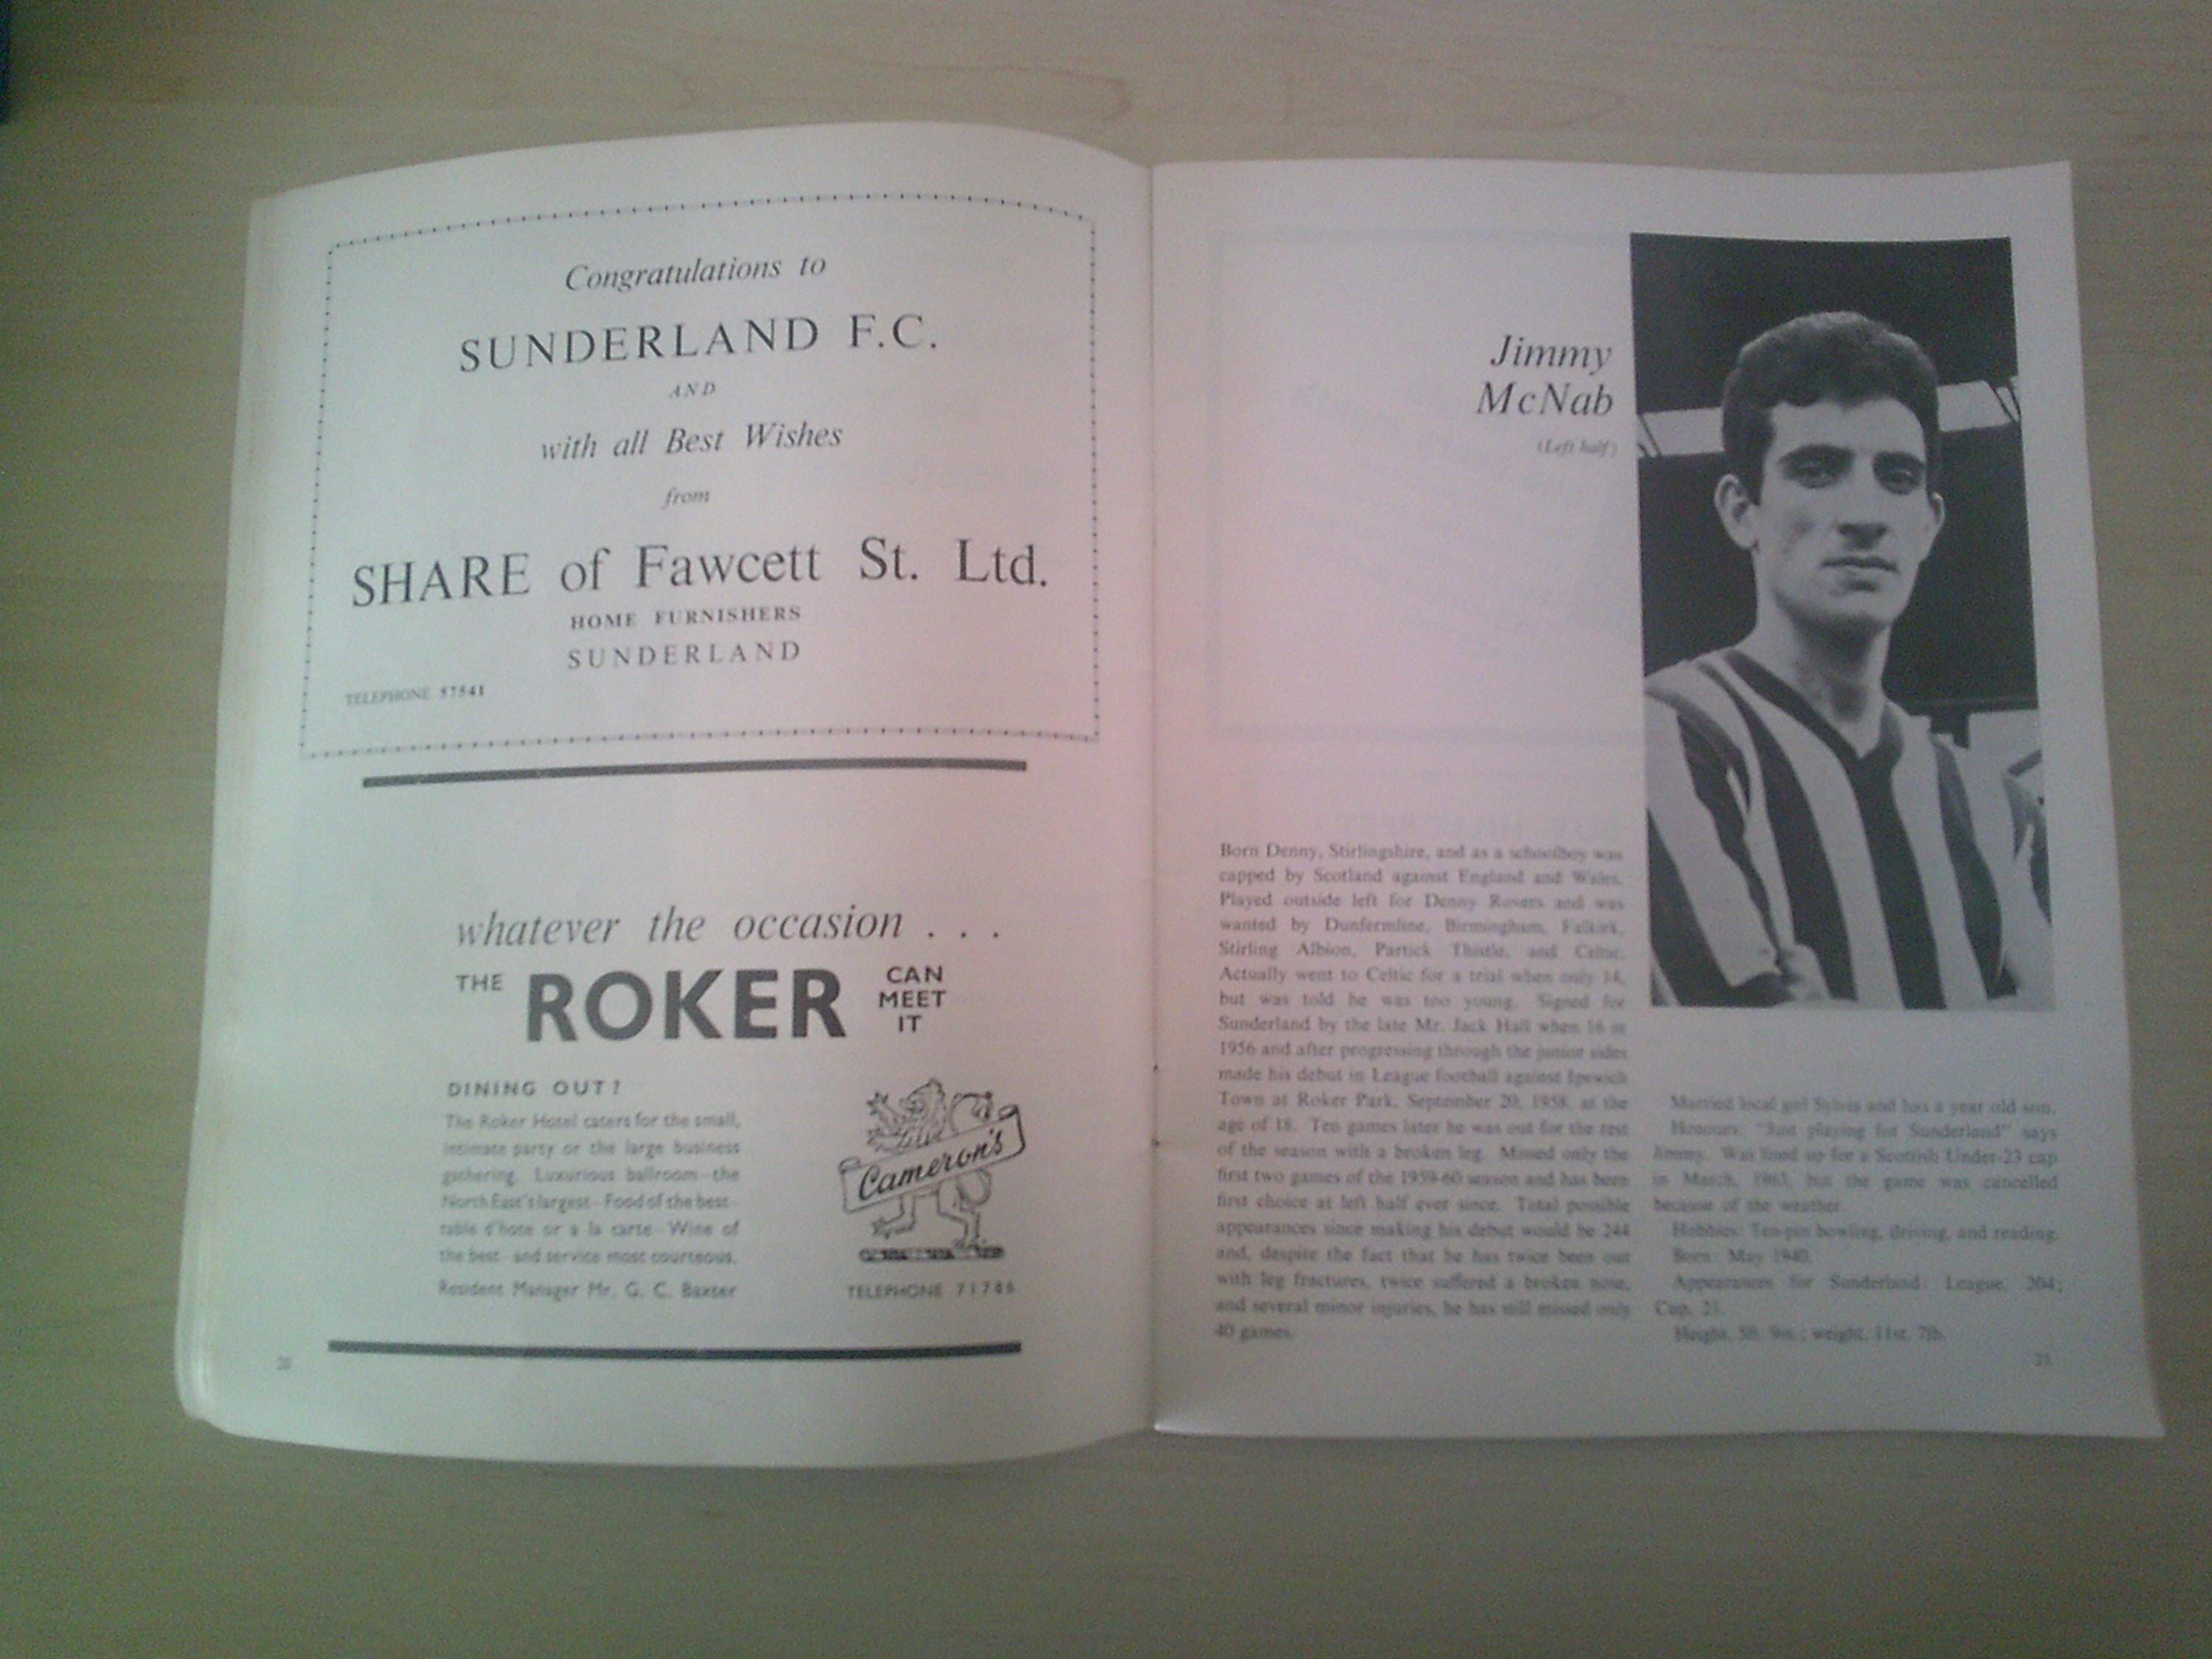 Congratulations to
SUNDERLAND F.C.
AND
with all Best Wishes
from
SHARE of Fawcett St. Ltd.
HOME FURNISHERS
SUNDERLAND
TELEPHONE 57541
whatever the occasion . . .
THE ROKER CAN
MEET
IT
DINING OUT?
The Roker Hotel caters for the small,
intimate party or the large business
gathering. Luxurious ballroom—the
North East's largest—Food of the best—
table d'hote or a la carte—Wine of
the best—and service most courteous.
Resident Manager Mr. G. C. Baxter
Cameron's
TELEPHONE 71786
20
Jimmy
McNab
(Left half)
Born Denny, Stirlingshire, and as a schoolboy was
capped by Scotland against England and Wales.
Played outside left for Denny Rovers and was
wanted by Dunfermline, Birmingham, Falkirk,
Stirling Albion, Partick Thistle, and Celtic.
Actually went to Celtic for a trial when only 14,
but was told he was too young. Signed for
Sunderland by the late Mr. Jack Hall when 16 in
1956 and after progressing through the junior sides
made his debut in League football against Ipswich
Town at Roker Park, September 20, 1958, at the
age of 18. Ten games later he was out for the rest
of the season with a broken leg. Missed only the
first two games of the 1959-60 season and has been
first choice at left half ever since. Total possible
appearances since making his debut would be 244
and, despite the fact that he has twice been out
with leg fractures, twice suffered a broken nose,
and several minor injuries, he has still missed only
40 games.
Married local girl Sylvia and has a year old son.
Honours: "Just playing for Sunderland" says
Jimmy. Was lined up for a Scottish Under-23 cap
in March, 1963, but the game was cancelled
because of the weather.
Hobbies: Ten-pin bowling, driving, and reading.
Born: May 1940.
Appearances for Sunderland: League, 204;
Cup, 21.
Height, 5ft. 9in.; weight, 11st. 7lb.
21